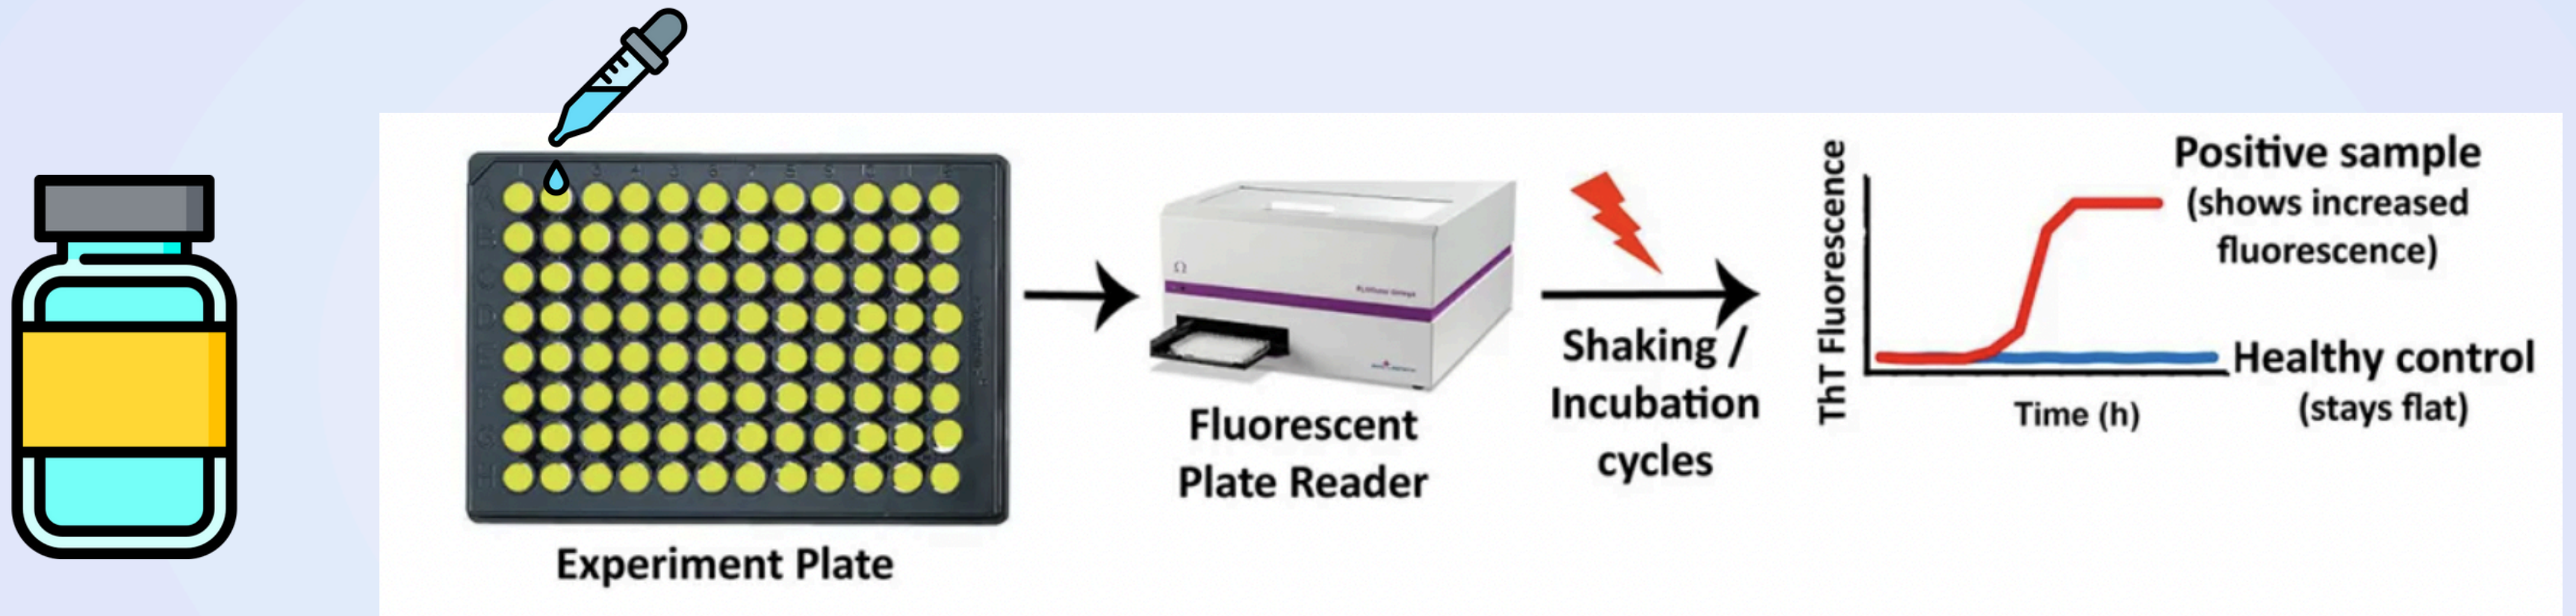 Experiment Plate
Fluorescent
Plate Reader
Shaking /
Incubation
cycles
ThT Fluorescence
Time (h)
Positive sample
(shows increased
fluorescence)
Healthy control
(stays flat)